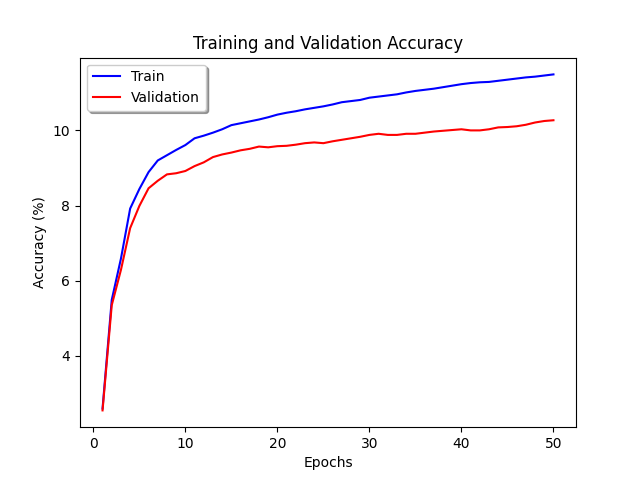 Training and Validation Accuracy
Train
Validation
10
8
6
4
Accuracy (%)
0 10 20 30 40 50
Epochs